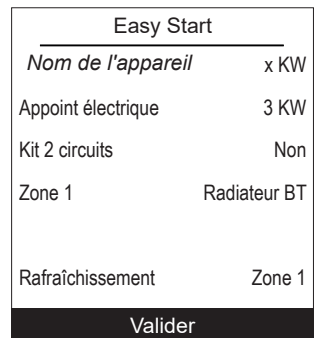 Easy Start
Nom de l'appareil x KW
Appoint électrique 3 KW
Kit 2 circuits Non
Zone 1 Radiateur BT
Rafraîchissement Zone 1
Valider